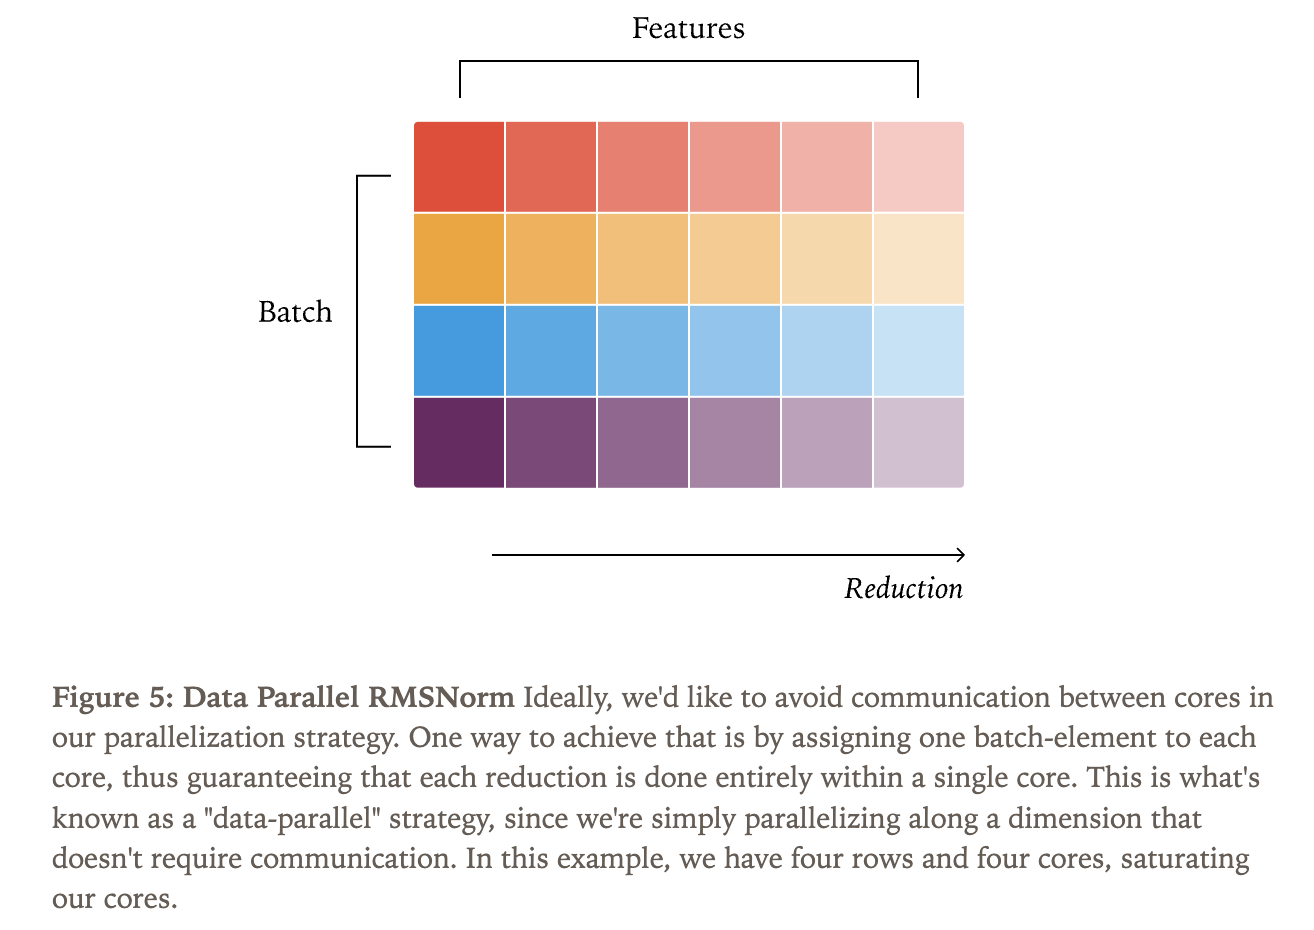 Features
Batch
Reduction
Figure 5: Data Parallel RMSNorm Ideally, we'd like to avoid communication between cores in
our parallelization strategy. One way to achieve that is by assigning one batch-element to each
core, thus guaranteeing that each reduction is done entirely within a single core. This is what's
known as a "data-parallel" strategy, since we're simply parallelizing along a dimension that
doesn't require communication. In this example, we have four rows and four cores, saturating
our cores.